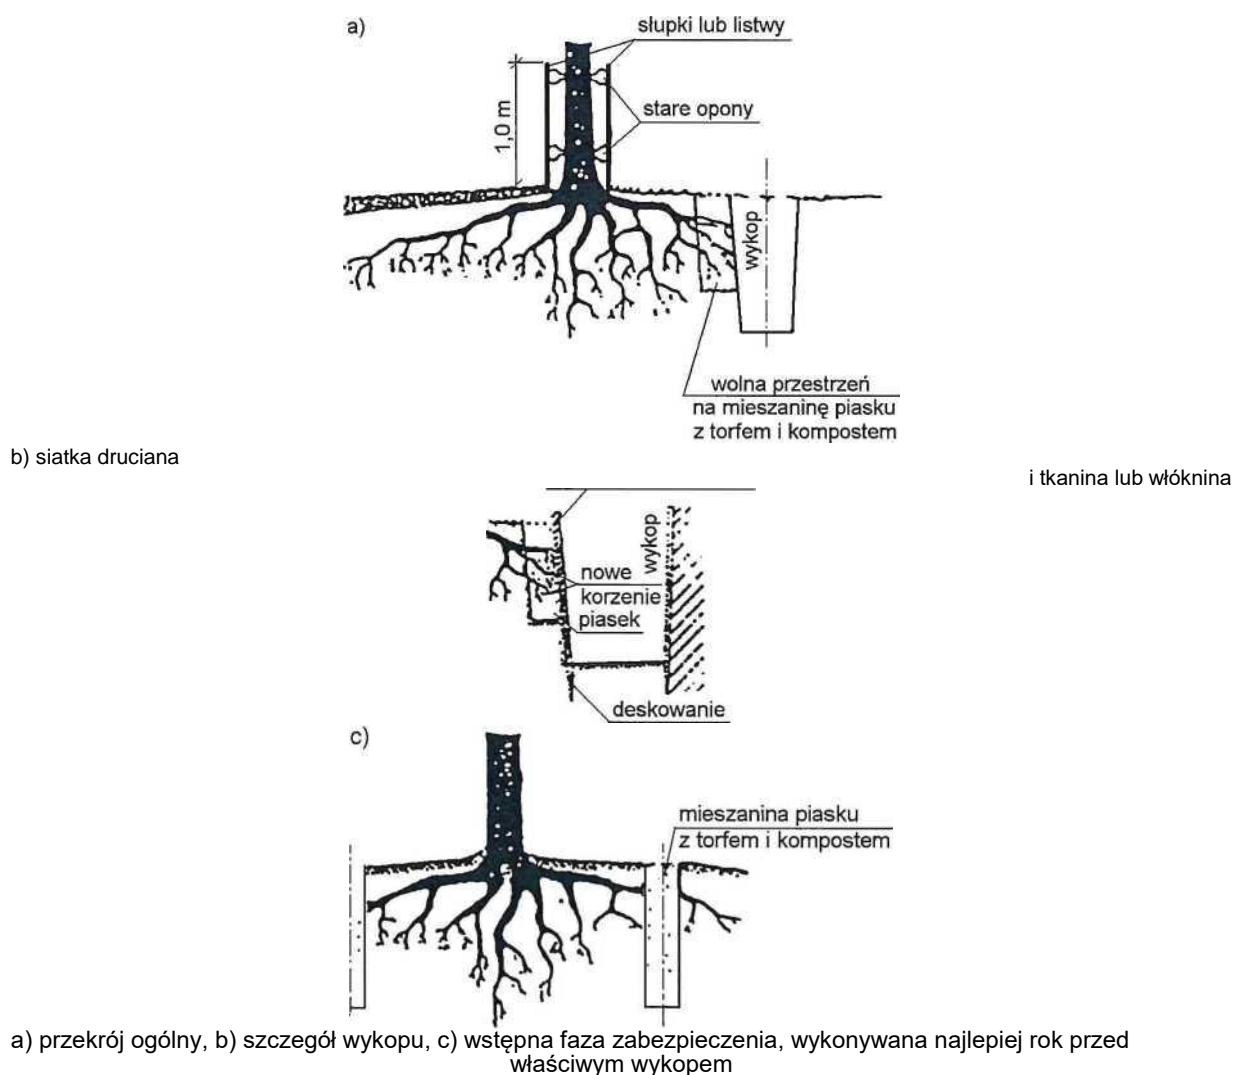 a)
słupki lub listwy
stare opony
1,0 m
wykop
wolna przestrzeń
na mieszaninę piasku
z torfem i kompostem
b) siatka druciana
i tkanina lub włóknina
wykop
nowe
korzenie
piasek
deskowanie
c)
mieszanina piasku
z torfem i kompostem
a) przekrój ogólny, b) szczegół wykopu, c) wstępna faza zabezpieczenia, wykonywana najlepiej rok przed
właściwym wykopem